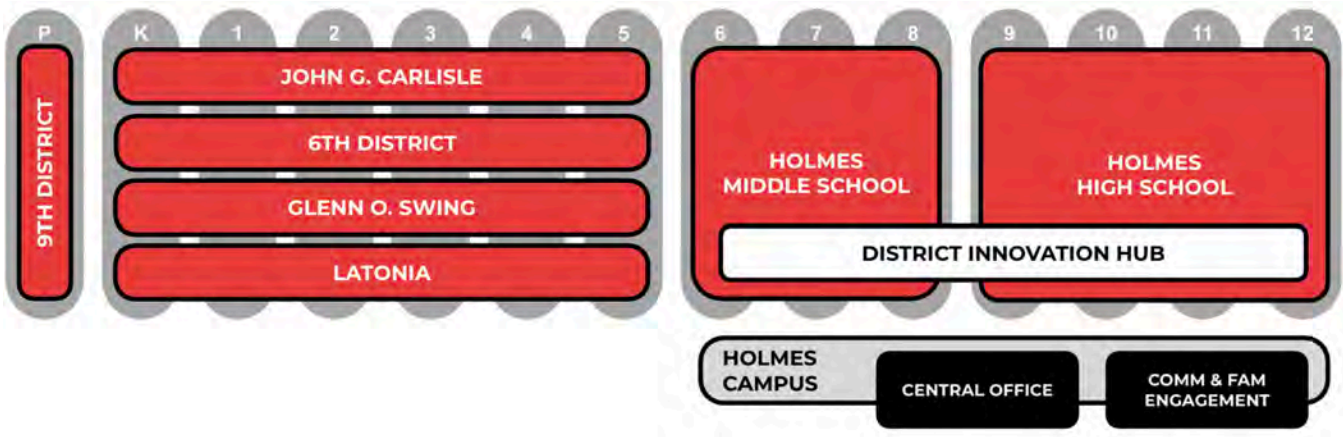 P
K 1 2 3 4 5
6 7 8
9 10 11 12
9TH DISTRICT
JOHN G. CARLISLE
6TH DISTRICT
GLENN O. SWING
LATONIA
HOLMES
MIDDLE SCHOOL
HOLMES
HIGH SCHOOL
DISTRICT INNOVATION HUB
HOLMES
CAMPUS
CENTRAL OFFICE
COMM & FAM
ENGAGEMENT